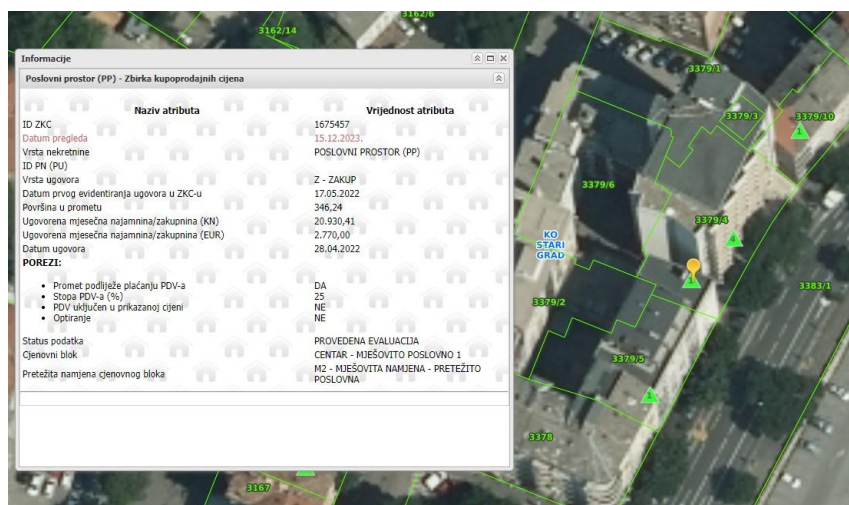 3162/6
3162/14
Informacije
Poslovni prostor (PP) - Zbirka kupoprodajnih cijena
Naziv atributa Vrijednost atributa
ID ZKC 1675457
Datum pregleda 15.12.2023.
Vrsta nekretnine POSLOVNI PROSTOR (PP)
ID PN (PU)
Vrsta ugovora Z - ZAKUP
Datum prvog evidentiranja ugovora u ZKC-u 17.05.2022
Površina u prometu 346,24
Ugovorena mjesečna najamnina/zakupnina (KN) 20.930,41
Ugovorena mjesečna najamnina/zakupnina (EUR) 2.770,00
Datum ugovora 28.04.2022
POREZI:
• Promet podliježe plaćanju PDV-a DA
• Stopa PDV-a (%) 25
• PDV uključen u prikazanoj cijeni NE
• Optiranje NE
Status podatka PROVEDENA EVALUACIJA
Cjenovni blok CENTAR - MJEŠOVITO POSLOVNO 1
Pretežita namjena cjenovnog bloka M2 - MJEŠOVITA NAMJENA - PRETEŽITO
POSLOVNA
3379/1
3379/3
3379/10
1
3379/6
3379/4
4
KO
STARI
GRAD
1
3383/1
3379/2
3379/5
1
3378
3167